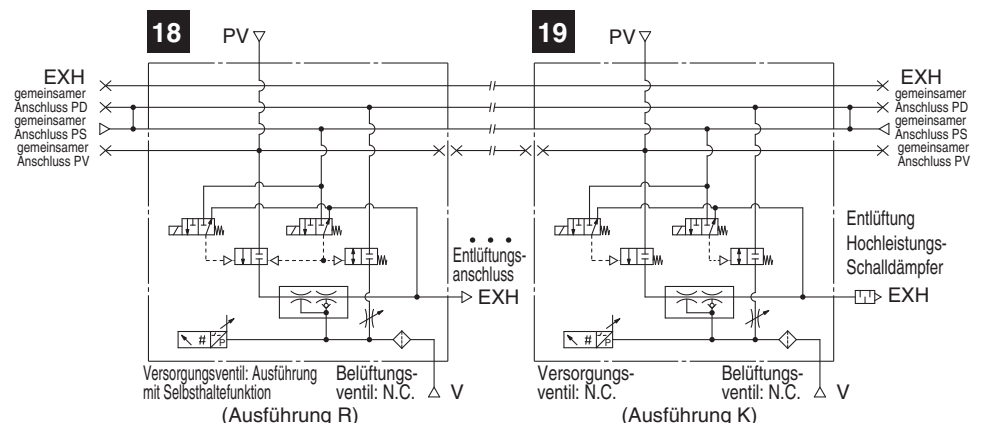 18
PV
19
PV
EXH
gemeinsamer
Anschluss PD
gemeinsamer
Anschluss PS
gemeinsamer
Anschluss PV
EXH
gemeinsamer
Anschluss PD
gemeinsamer
Anschluss PS
gemeinsamer
Anschluss PV
Entlüftungs-
anschluss
EXH
Entlüftung
Hochleistungs-
Schalldämpfer
EXH
# P
# P
Versorgungsventil: Ausführung
mit Selbsthaltefunktion
Belüftungs-
ventil: N.C.
V
(Ausführung R)
Versorgungs-
ventil: N.C.
Belüftungs-
ventil: N.C.
V
(Ausführung K)